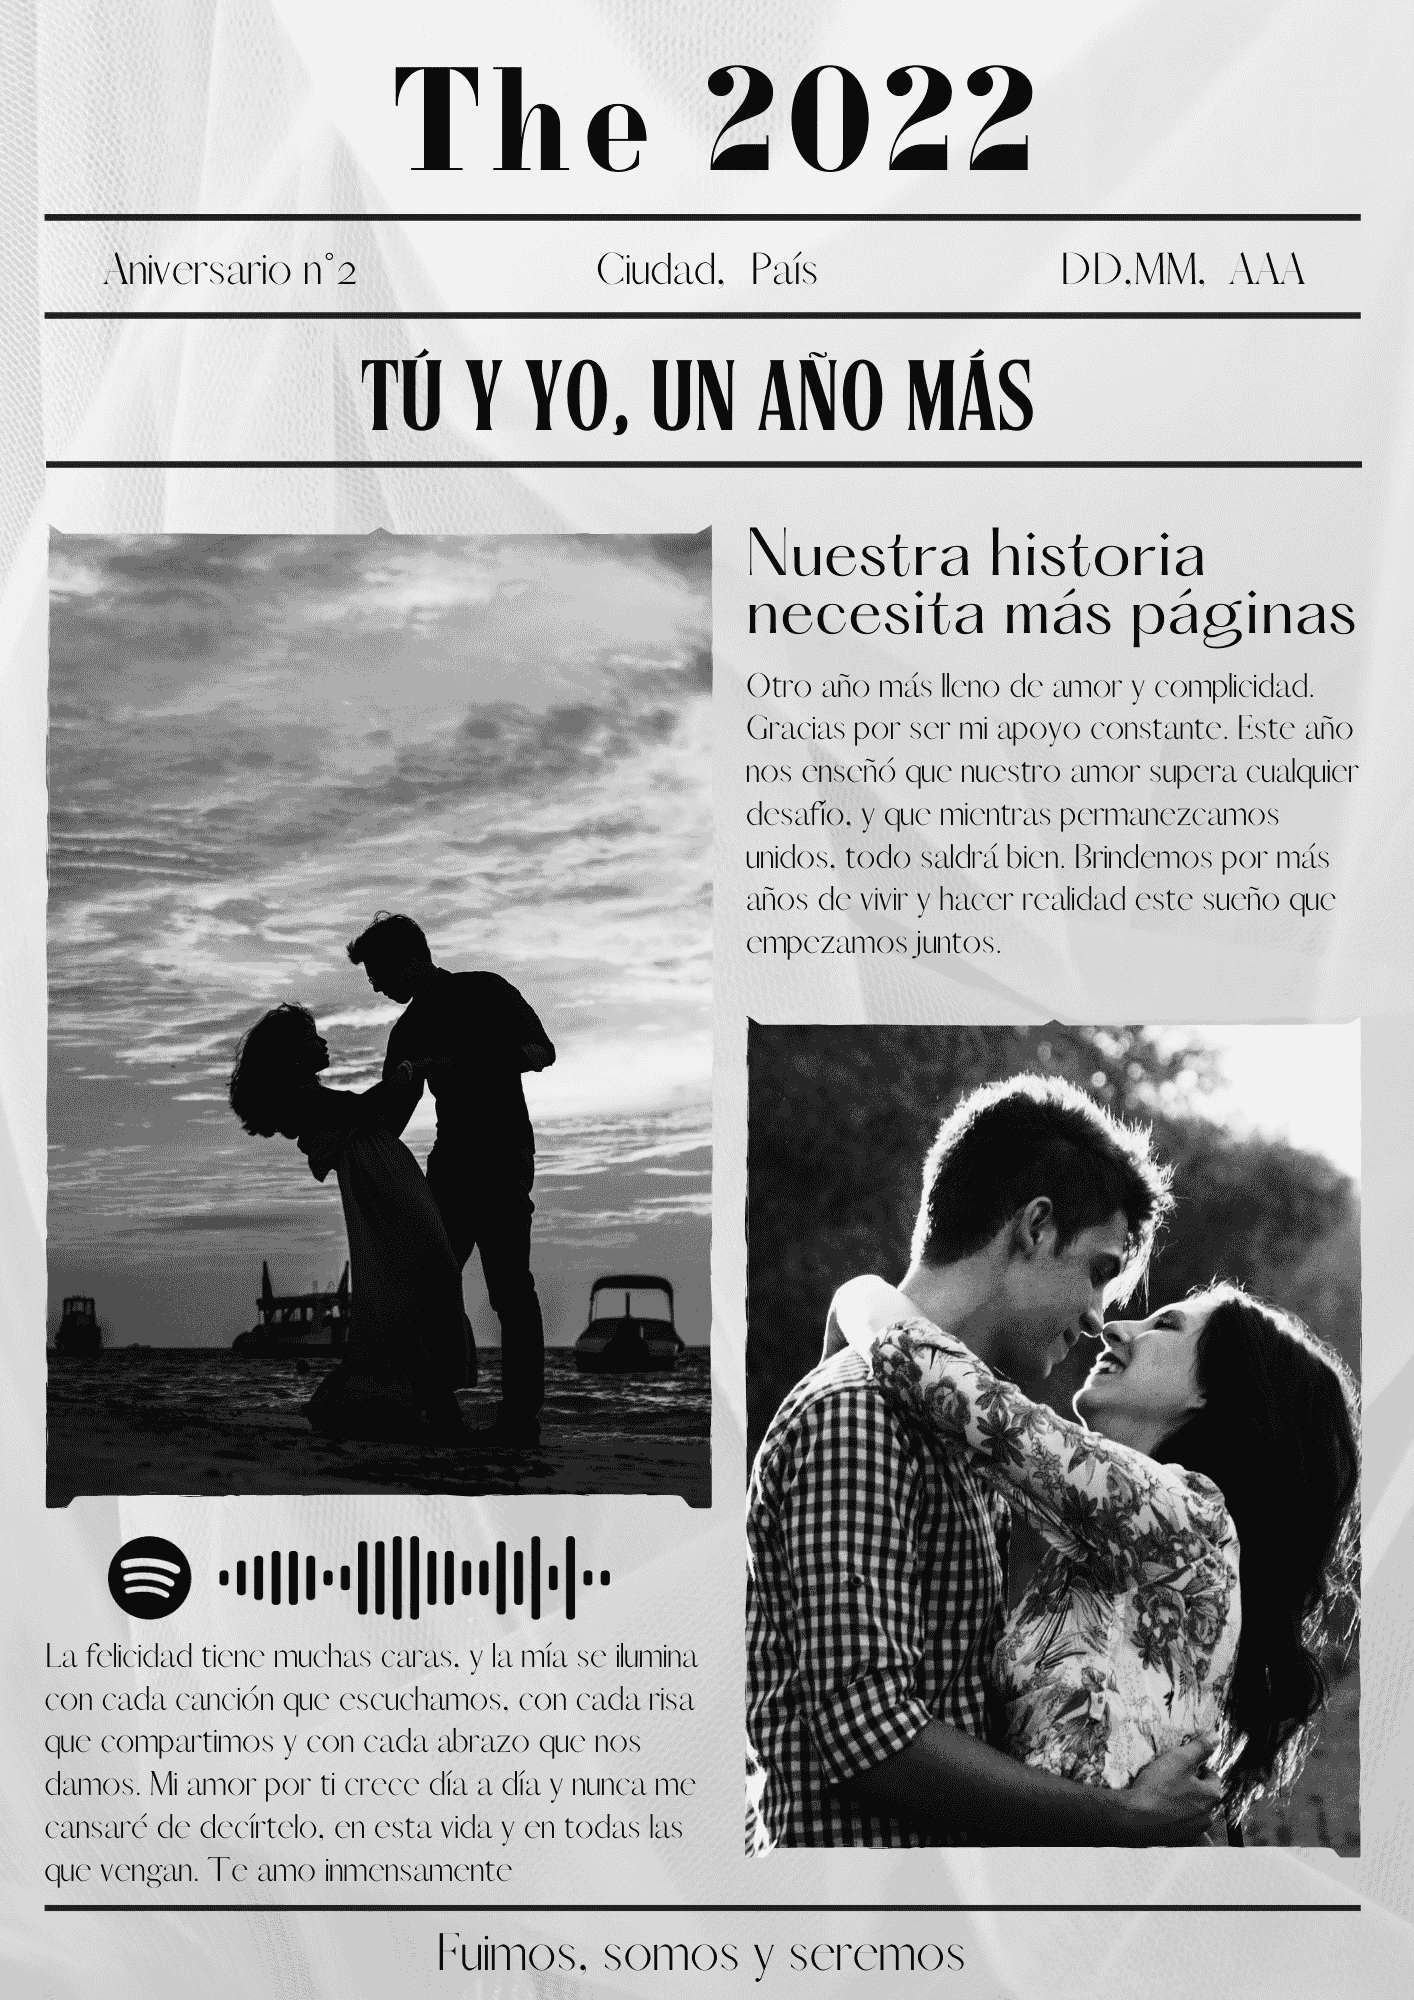 The 2022
Aniversario n°2
Ciudad, País
DD,MM, AAA
TÚ Y YO, UN AÑO MÁS
Nuestra historia
necesita más páginas
Otro año más lleno de amor y complicidad.
Gracias por ser mi apoyo constante. Este año
nos enseñó que nuestro amor supera cualquier
desafío, y que mientras permanezcamos
unidos, todo saldrá bien. Brindemos por más
años de vivir y hacer realidad este sueño que
empezamos juntos.
La felicidad tiene muchas caras, y la mía se ilumina
con cada canción que escuchamos, con cada risa
que compartimos y con cada abrazo que nos
damos. Mi amor por ti crece día a día y nunca me
cansaré de decírtelo, en esta vida y en todas las
que vengan. Te amo inmensamente
Fuimos, somos y seremos